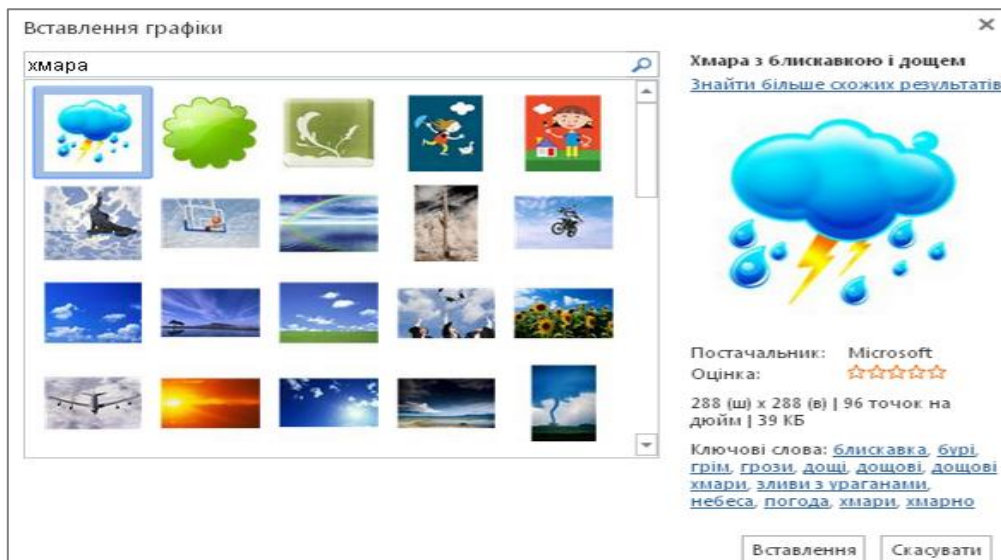 Вставлення графіки
хмара
Хмара з блискавкою і дощем
Знайти більше схожих результатів
Постачальник: Microsoft
Оцінка:
288 (ш) x 288 (в) | 96 точок на
дюйм | 39 КБ
Ключові слова: блискавка, бурі,
грім, грози, дощі, дощові, дощові
хмари, зливи з ураганами,
небеса, погода, хмари, хмарно
Вставлення
Скасувати